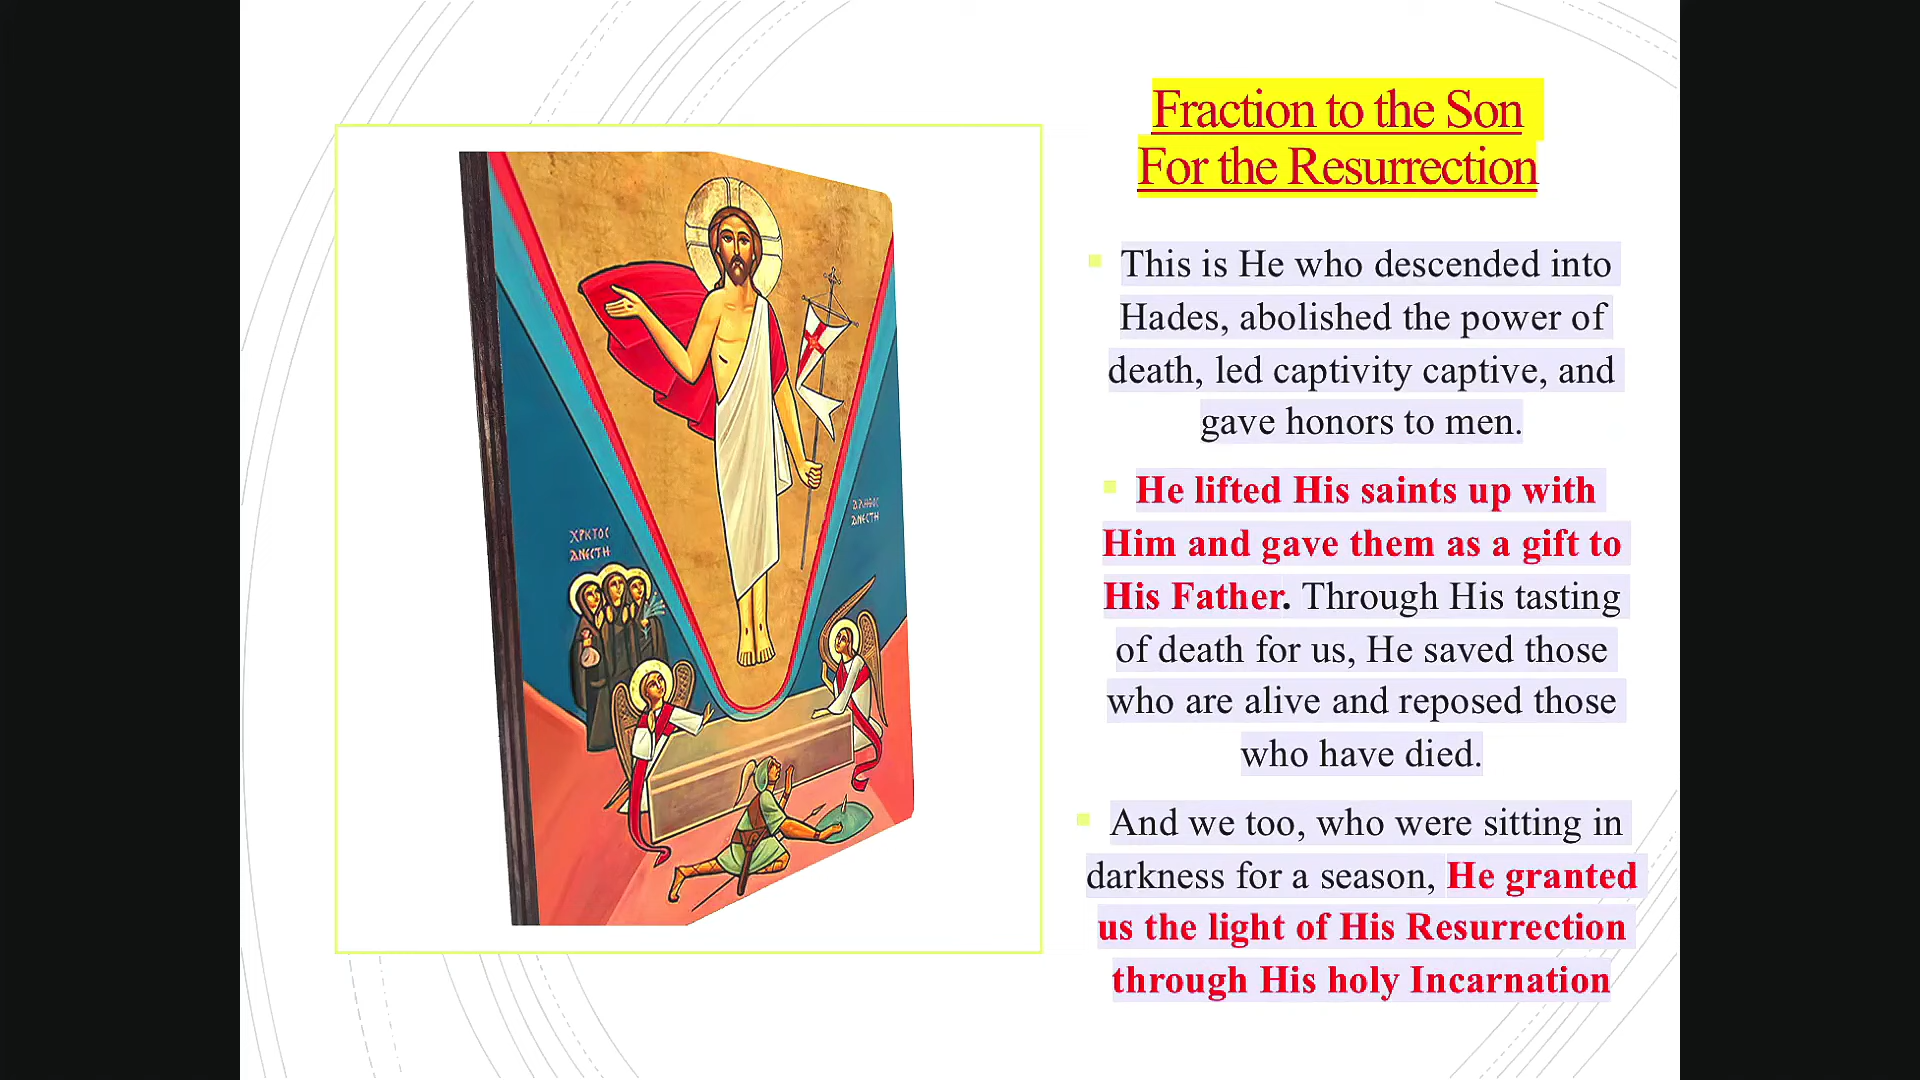 Fraction to the Son
For the Resurrection
This is He who descended into
Hades, abolished the power of
death, led captivity captive, and
gave honors to men.
He lifted His saints up with
Him and gave them as a gift to
His Father. Through His tasting
of death for us, He saved those
who are alive and reposed those
who have died.
And we too, who were sitting in
darkness for a season, He granted
us the light of His Resurrection
through His holy Incarnation
ΧΡΚΤΟC
ⲀΝΕCΤΗ
ⲀΝΕCΤΗ